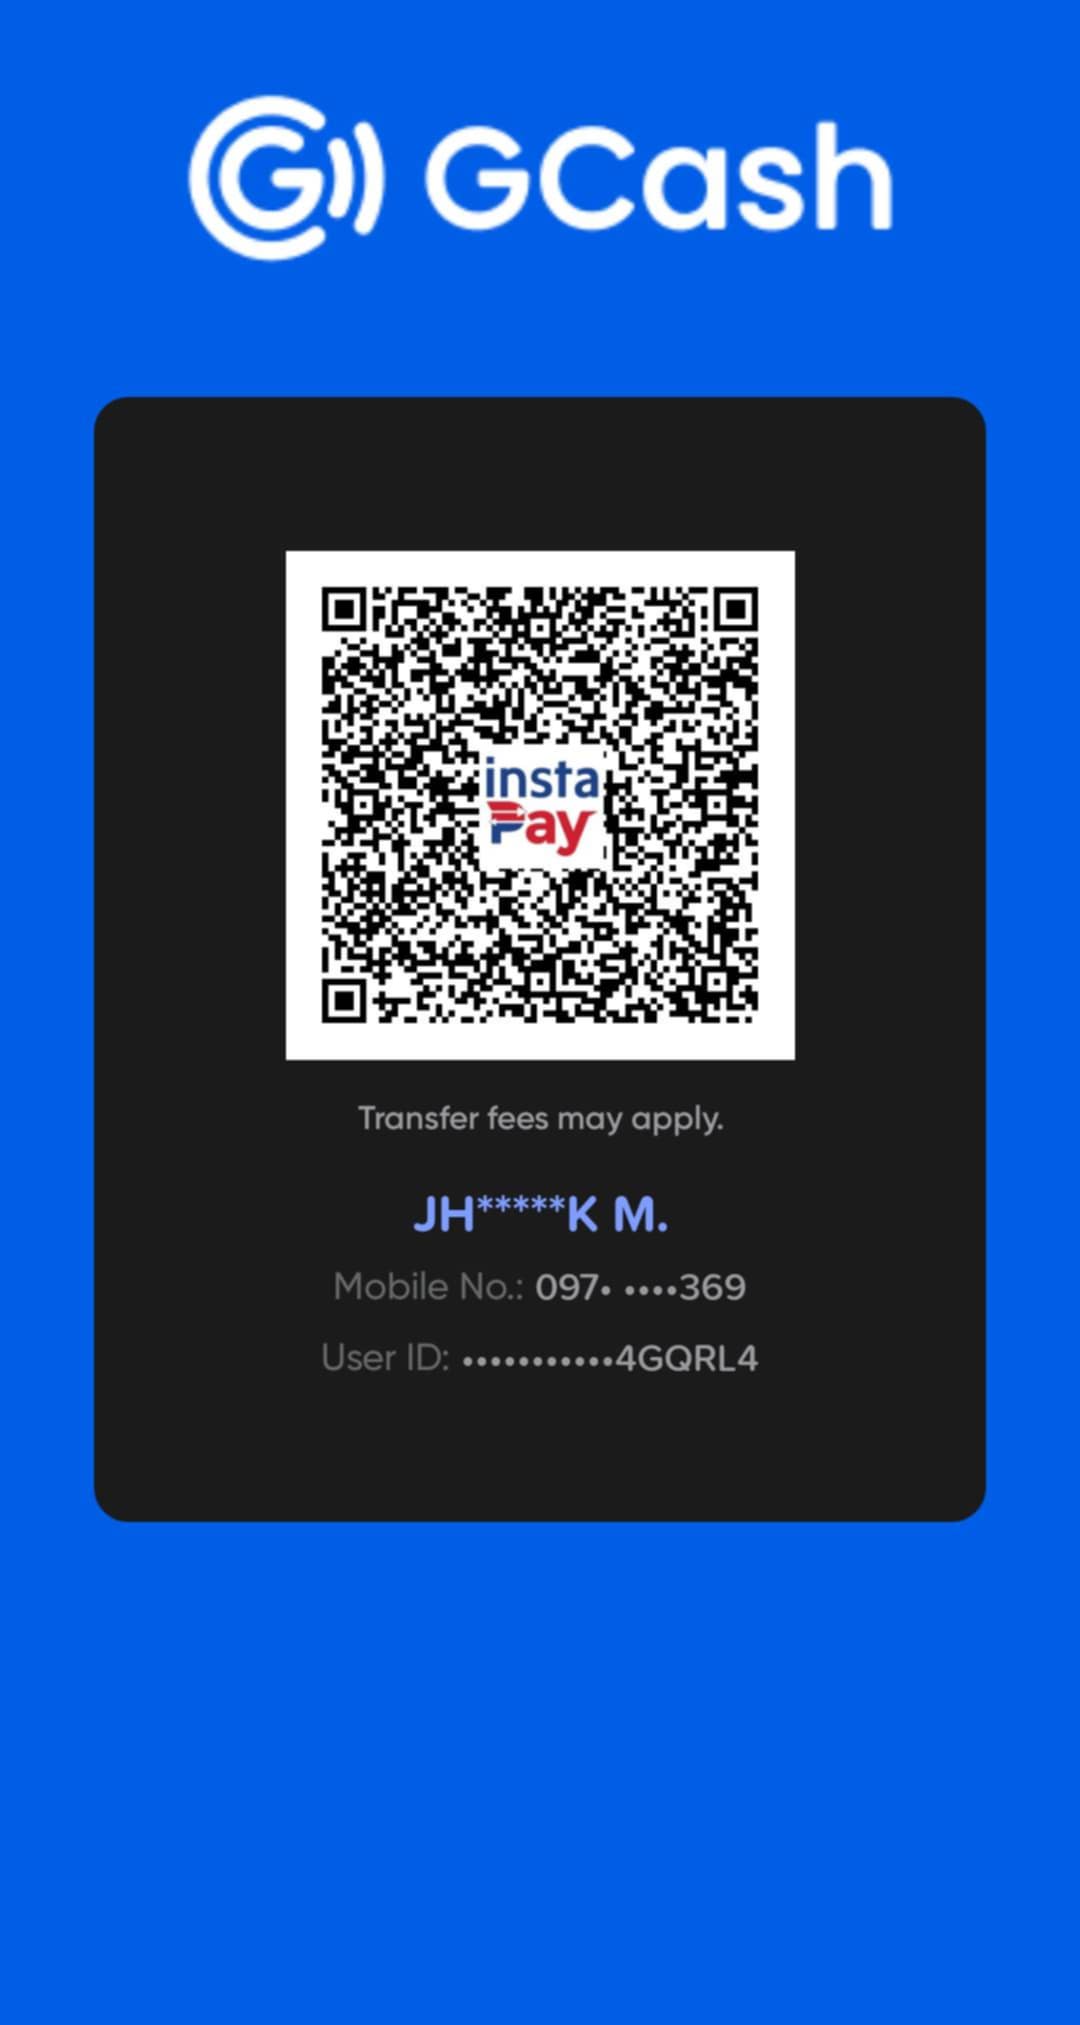 GCash
insta
Pay
Transfer fees may apply.
JH*****K M.
Mobile No.: 097• ••••369
User ID: •••••••••••4GQRL4